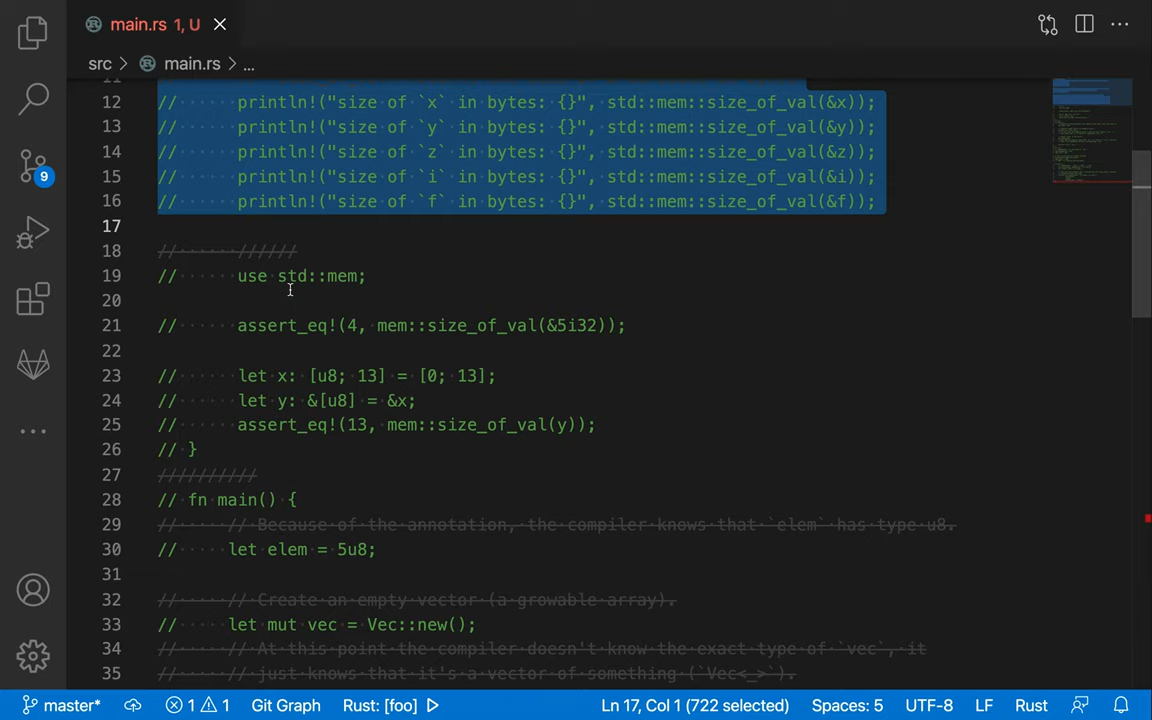 main.rs 1, U
src > main.rs > ...
11
12 // println!("size of `x` in bytes: {}", std::mem::size_of_val(&x));
13 // println!("size of `y` in bytes: {}", std::mem::size_of_val(&y));
14 // println!("size of `z` in bytes: {}", std::mem::size_of_val(&z));
15 // println!("size of `i` in bytes: {}", std::mem::size_of_val(&i));
16 // println!("size of `f` in bytes: {}", std::mem::size_of_val(&f));
17
18 // //////
19 // use std::mem;
20
21 // assert_eq!(4, mem::size_of_val(&5i32));
22
23 // let x: [u8; 13] = [0; 13];
24 // let y: &[u8] = &x;
25 // assert_eq!(13, mem::size_of_val(y));
26 // }
27 //////////
28 // fn main() {
29 // // Because of the annotation, the compiler knows that `elem` has type u8.
30 // let elem = 5u8;
31
32 // // Create an empty vector (a growable array).
33 // let mut vec = Vec::new();
34 // // At this point the compiler doesn't know the exact type of `vec`, it
35 // // just knows that it's a vector of something (`Vec<_>`).
9
master* 1 1 Git Graph Rust: [foo] Ln 17, Col 1 (722 selected) Spaces: 5 UTF-8 LF Rust